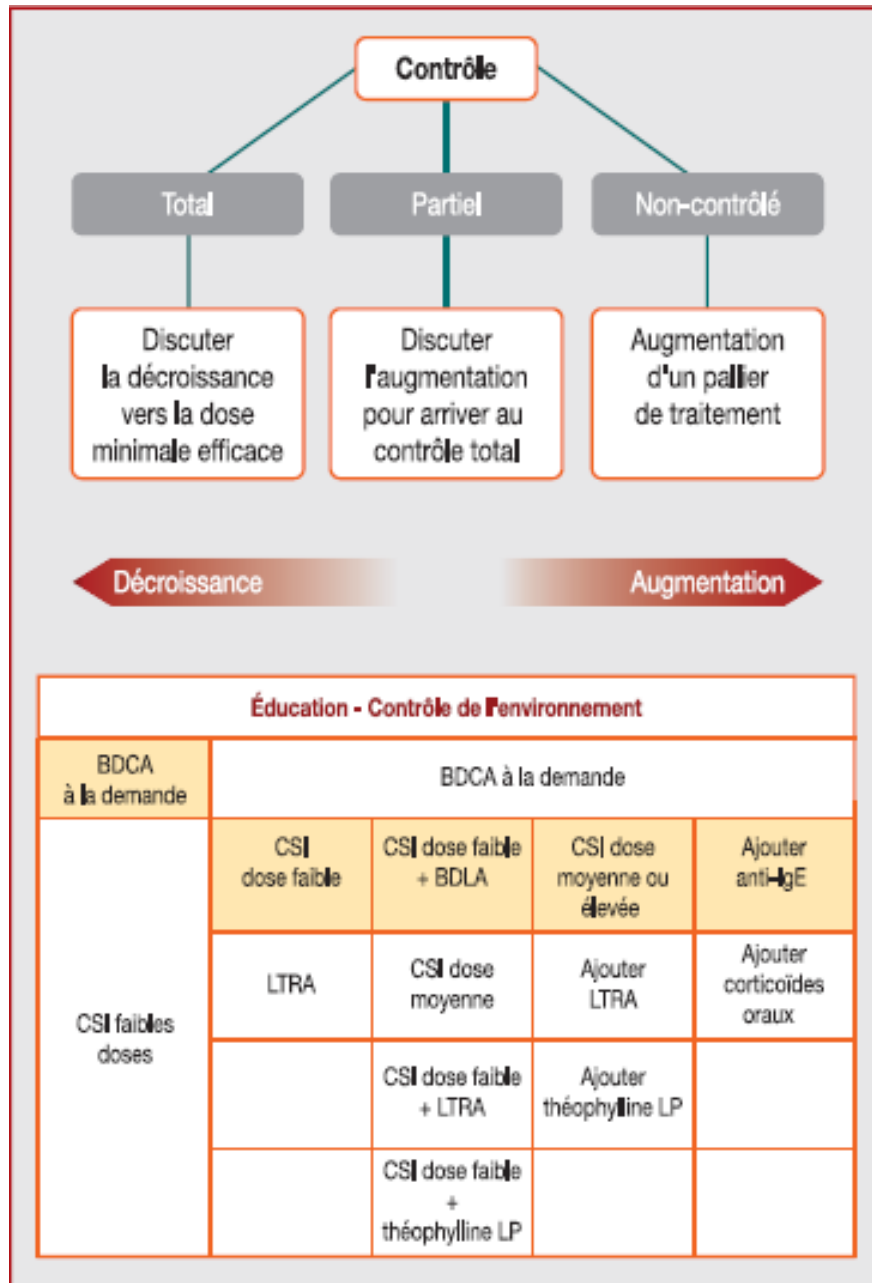 Contrôle
Total
Partiel
Non-contrôlé
Discuter
la décroissance
vers la dose
minimale efficace
Discuter
l'augmentation
pour arriver au
contrôle total
Augmentation
d'un pallier
de traitement
Décroissance
Augmentation
Éducation - Contrôle de l'environnement
BDCA
à la demande
BDCA à la demande
CSI faibles
doses
CSI
dose faible
CSI dose faible
+ BDLA
CSI dose
moyenne ou
élevée
Ajouter
anti-IgE
LTRA
CSI dose
moyenne
Ajouter
LTRA
Ajouter
corticoïdes
oraux
CSI dose faible
+ LTRA
Ajouter
théophylline LP
CSI dose faible
+
théophylline LP